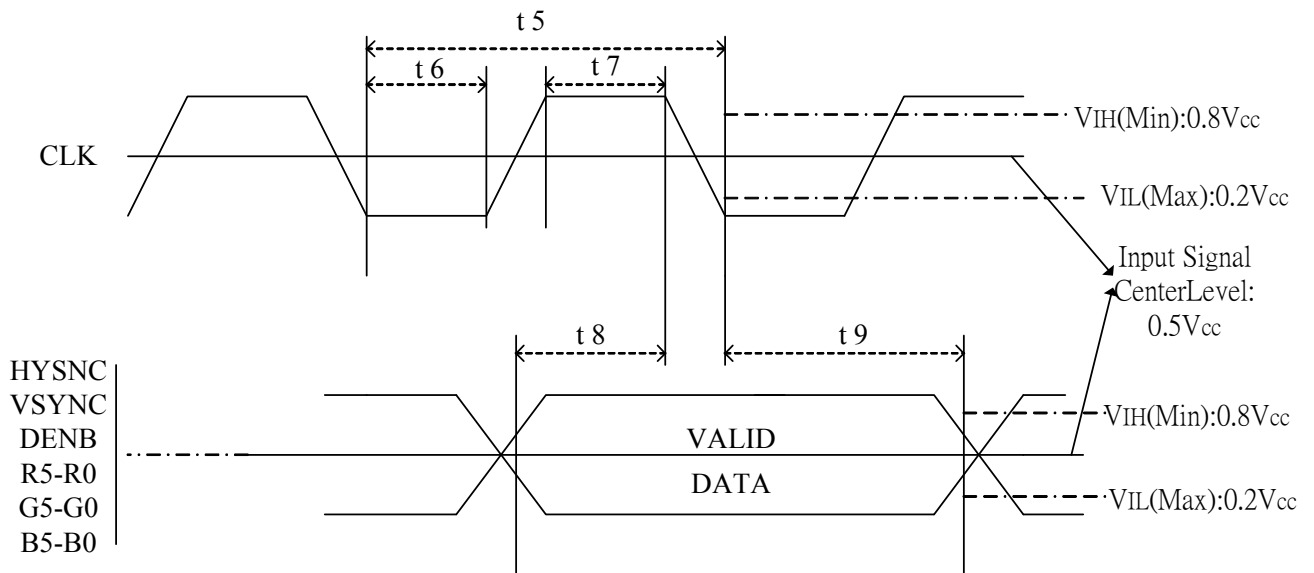 t 5
t 6
t 7
VIH(Min):0.8Vcc
CLK
VIL(Max):0.2Vcc
Input Signal
CenterLevel:
0.5Vcc
t 8
t 9
HYSNC
VSYNC
DENB
R5-R0
G5-G0
B5-B0
VALID
DATA
VIH(Min):0.8Vcc
VIL(Max):0.2Vcc